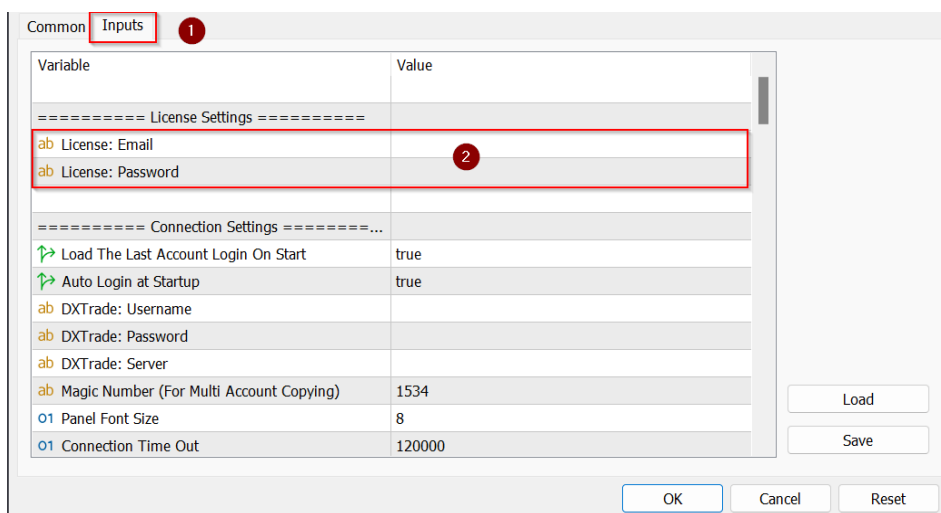 Common Inputs 1
Variable Value
========== License Settings ==========
ab License: Email
2
ab License: Password
========== Connection Settings ========...
Load The Last Account Login On Start true
Auto Login at Startup true
ab DXTrade: Username
ab DXTrade: Password
ab DXTrade: Server
ab Magic Number (For Multi Account Copying) 1534
Load
01 Panel Font Size 8
01 Connection Time Out 120000
Save
OK Cancel Reset